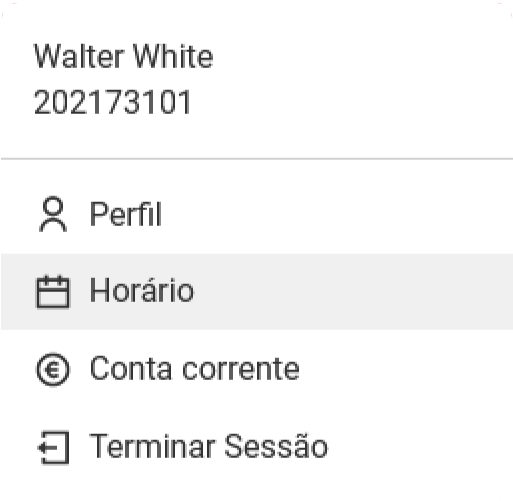 Walter White
202173101
Perfil
Horário
Conta corrente
Terminar Sessão